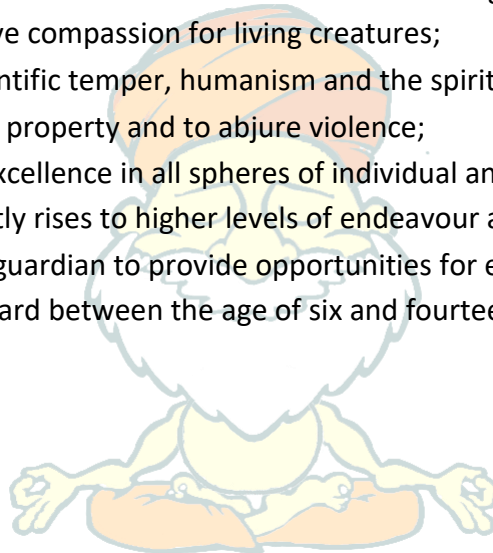 ve compassion for living creatures;
ntific temper, humanism and the spirit
property and to abjure violence;
xcellence in all spheres of individual an
tly rises to higher levels of endeavour a
guardian to provide opportunities for e
ard between the age of six and fourtee